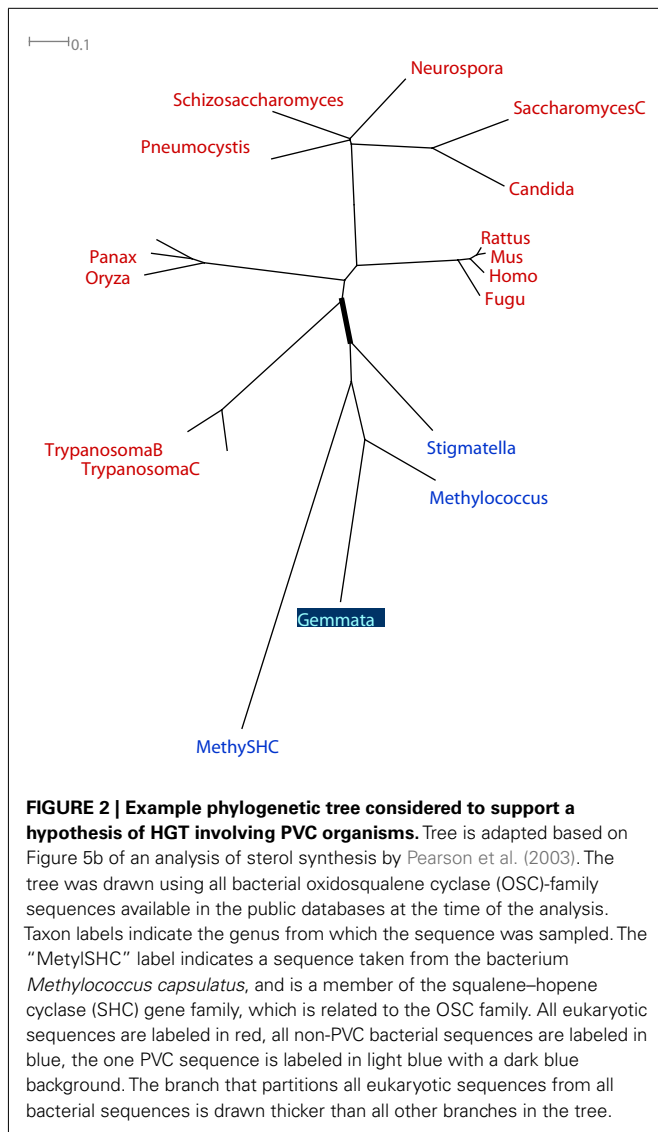 0.1
Neurospora
Schizosaccharomyces
SaccharomycesC
Pneumocystis
Candida
Rattus
Panax
Mus
Homo
Oryza
Fugu
TrypanosomaB
Stigmatella
TrypanosomaC
Methylococcus
Gemmata
MethySHC
FIGURE 2 | Example phylogenetic tree considered to support a
hypothesis of HGT involving PVC organisms. Tree is adapted based on
Figure 5b of an analysis of sterol synthesis by Pearson et al. (2003). The
tree was drawn using all bacterial oxidosqualene cyclase (OSC)-family
sequences available in the public databases at the time of the analysis.
Taxon labels indicate the genus from which the sequence was sampled. The
"MetylSHC" label indicates a sequence taken from the bacterium
Methylococcus capsulatus, and is a member of the squalene–hopene
cyclase (SHC) gene family, which is related to the OSC family. All eukaryotic
sequences are labeled in red, all non-PVC bacterial sequences are labeled in
blue, the one PVC sequence is labeled in light blue with a dark blue
background. The branch that partitions all eukaryotic sequences from all
bacterial sequences is drawn thicker than all other branches in the tree.